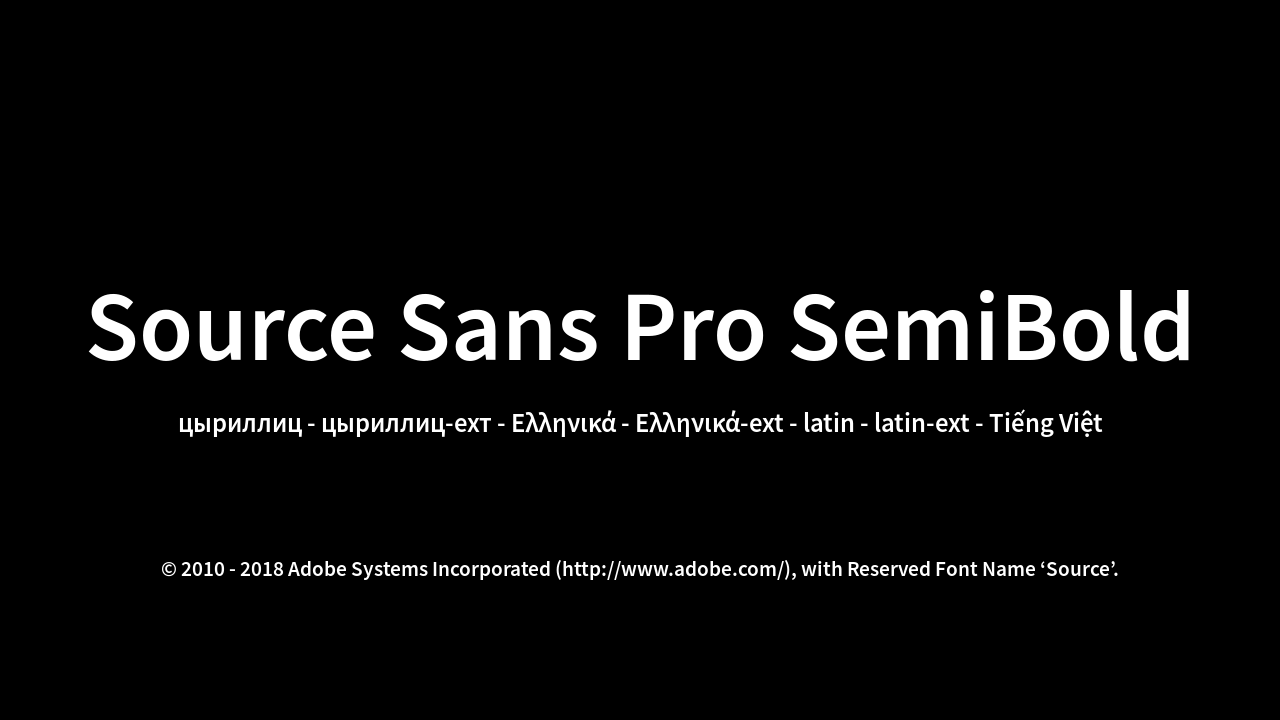 Source Sans Pro SemiBold
цыриллиц - цыриллиц-ехт - Ελληνικά - Ελληνικά-ext - latin - latin-ext - Tiếng Việt
© 2010 - 2018 Adobe Systems Incorporated (http://www.adobe.com/), with Reserved Font Name ‘Source’.